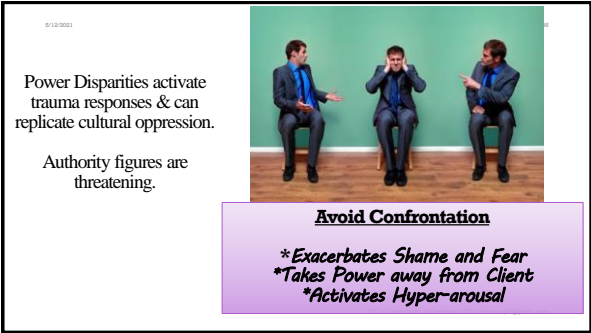 5/12/2021
Power Disparities activate
trauma responses & can
replicate cultural oppression.
Authority figures are
threatening.
Avoid Confrontation
*Exacerbates Shame and Fear
*Takes Power away from Client
*Activates Hyper-arousal